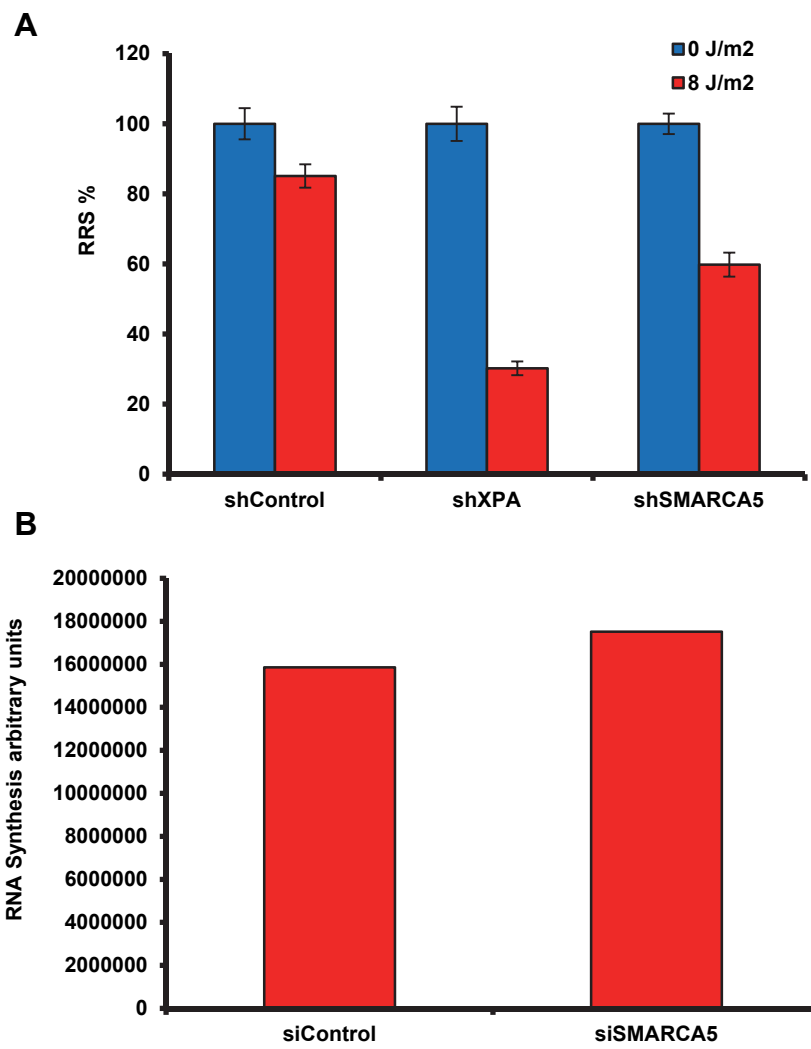 A
0 J/m2
8 J/m2
RRS %
120
100
80
60
40
20
0
shControl
shXPA
shSMARCA5
B
RNA Synthesis arbitrary units
20000000
18000000
16000000
14000000
12000000
10000000
8000000
6000000
4000000
2000000
0
siControl
siSMARCA5